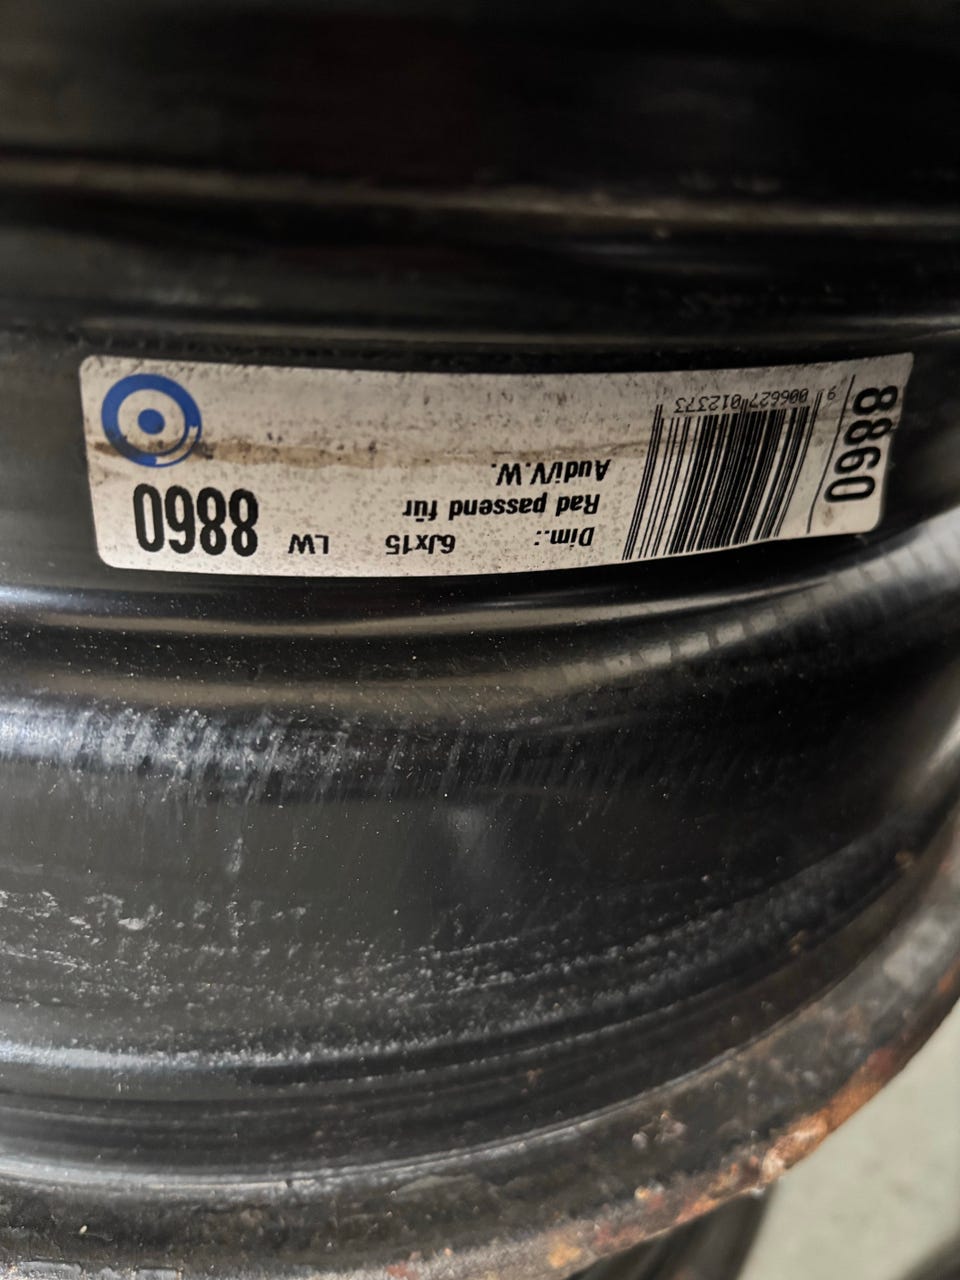 8860
9 006627 012373
Dim.: 6Jx15 LW 8860
Rad passend für
Audi/V.W.